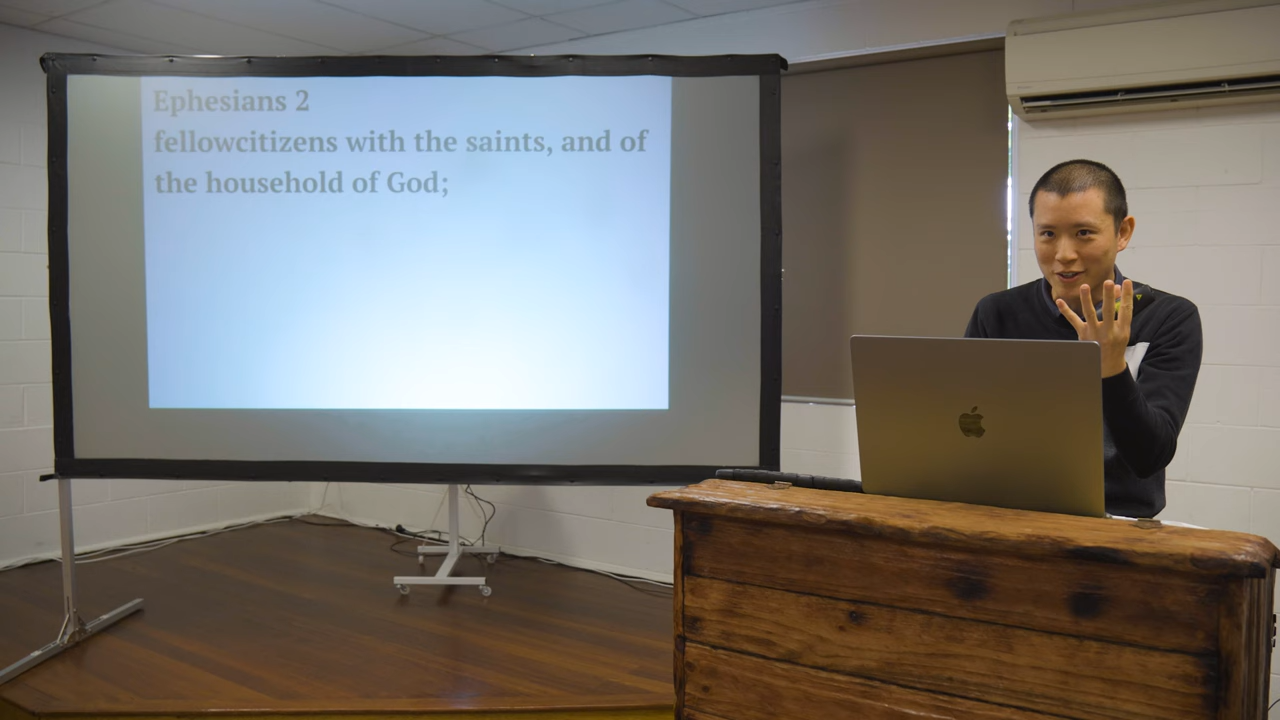 Ephesians 2
fellowcitizens with the saints, and of
the household of God;